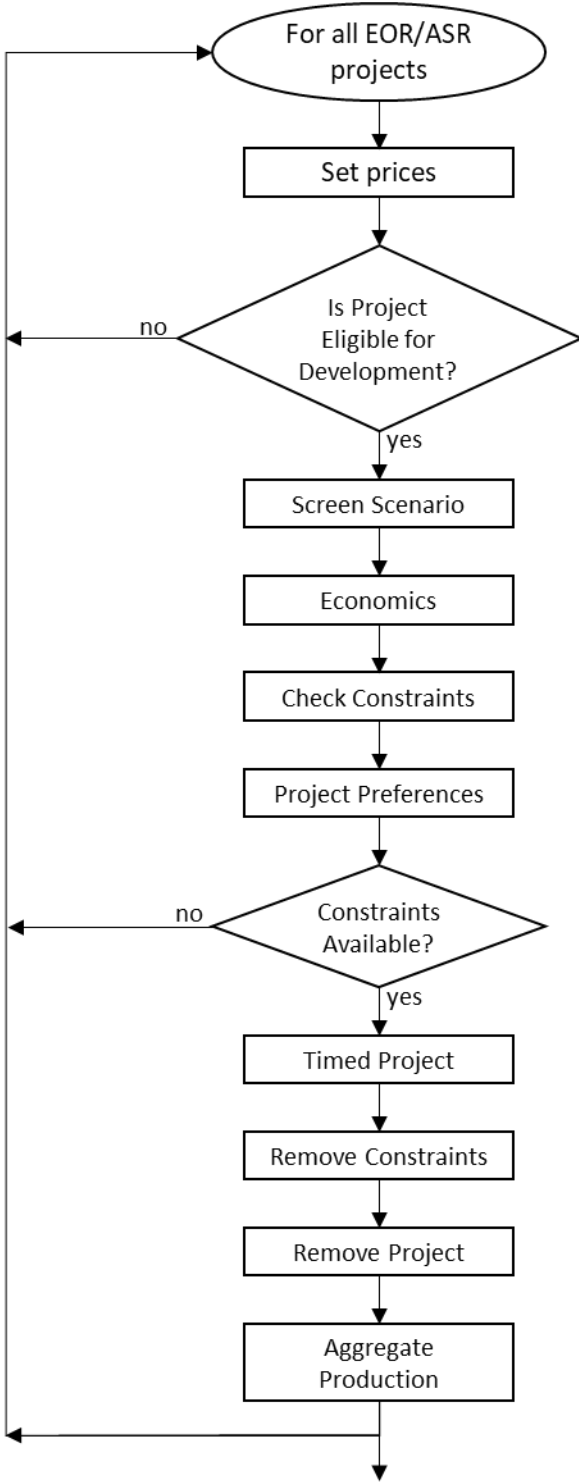 For all EOR/ASR
projects
Set prices
Is Project
Eligible for
Development?
no
yes
Screen Scenario
Economics
Check Constraints
Project Preferences
Constraints
Available?
no
yes
Timed Project
Remove Constraints
Remove Project
Aggregate
Production